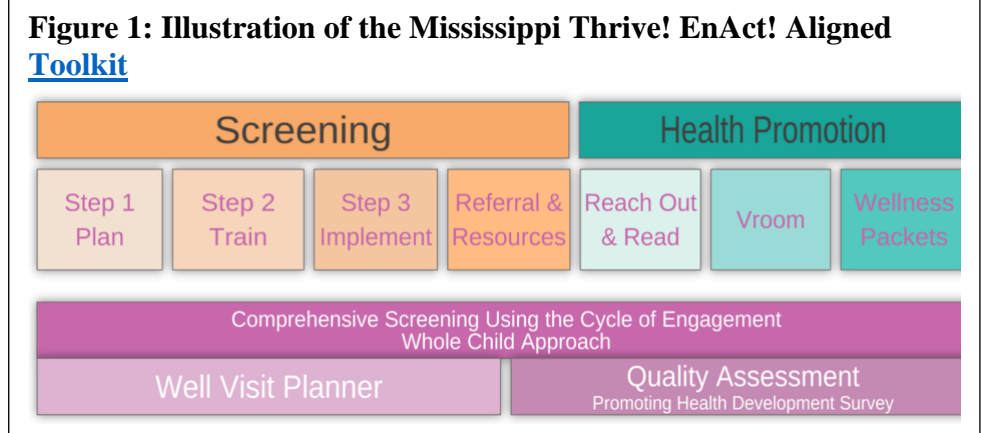 Figure 1: Illustration of the Mississippi Thrive! EnAct! Aligned
Toolkit
Screening
Health Promotion
Step 1
Plan
Step 2
Train
Step 3
Implement
Referral &
Resources
Reach Out
& Read
Vroom
Wellness
Packets
Comprehensive Screening Using the Cycle of Engagement
Whole Child Approach
Well Visit Planner
Quality Assessment
Promoting Health Development Survey